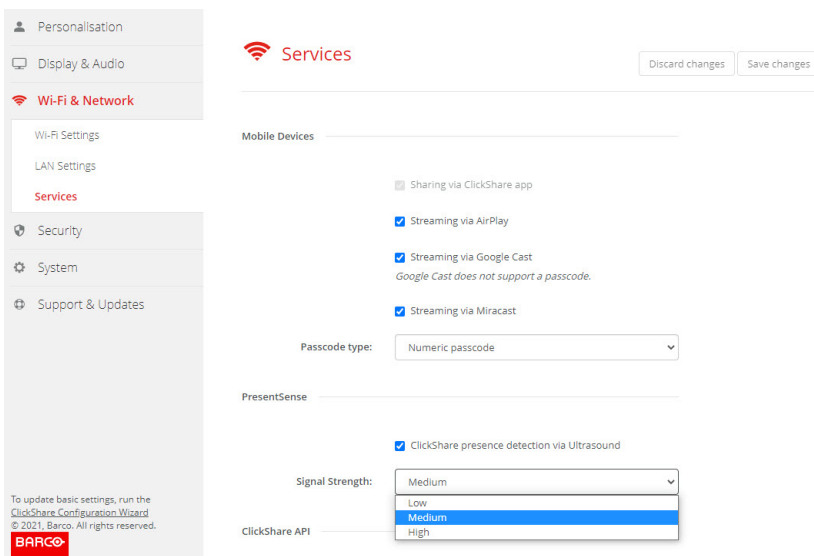 Personalisation
Display & Audio
Wi-Fi & Network
Wi-Fi Settings
LAN Settings
Services
Security
System
Support & Updates
To update basic settings, run the
ClickShare Configuration Wizard
© 2021, Barco. All rights reserved.
BARCO
Services
Discard changes
Save changes
Mobile Devices
Sharing via ClickShare app
Streaming via AirPlay
Streaming via Google Cast
Google Cast does not support a passcode.
Streaming via Miracast
Passcode type: Numeric passcode
PresentSense
ClickShare presence detection via Ultrasound
Signal Strength: Medium
Low
Medium
High
ClickShare API